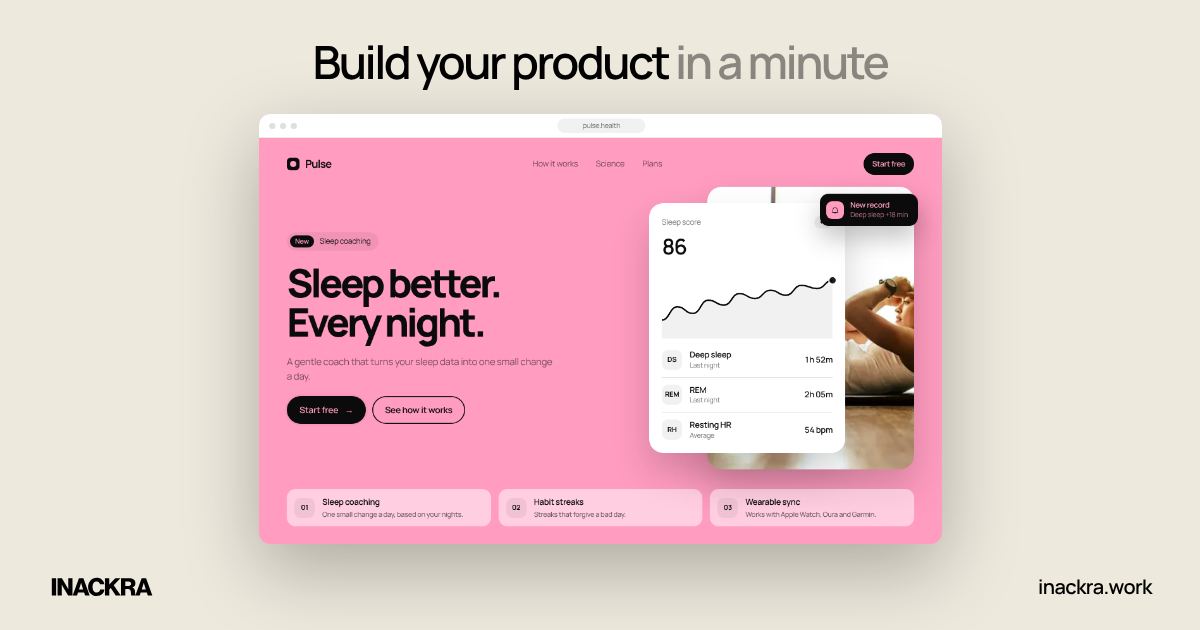 Build your product in a minute
pulse.health
Pulse
How it works
Science
Plans
Start free
New Sleep coaching
Sleep better.
Every night.
A gentle coach that turns your sleep data into one small change
a day.
Start free →
See how it works
Sleep score
86
New record
Deep sleep +18 min
DS
Deep sleep
Last night
1h 52m
REM
REM
Last night
2h 05m
RH
Resting HR
Average
54 bpm
01
Sleep coaching
One small change a day, based on your nights.
02
Habit streaks
Streaks that forgive a bad day.
03
Wearable sync
Works with Apple Watch, Oura and Garmin.
INACKRA
inackra.work